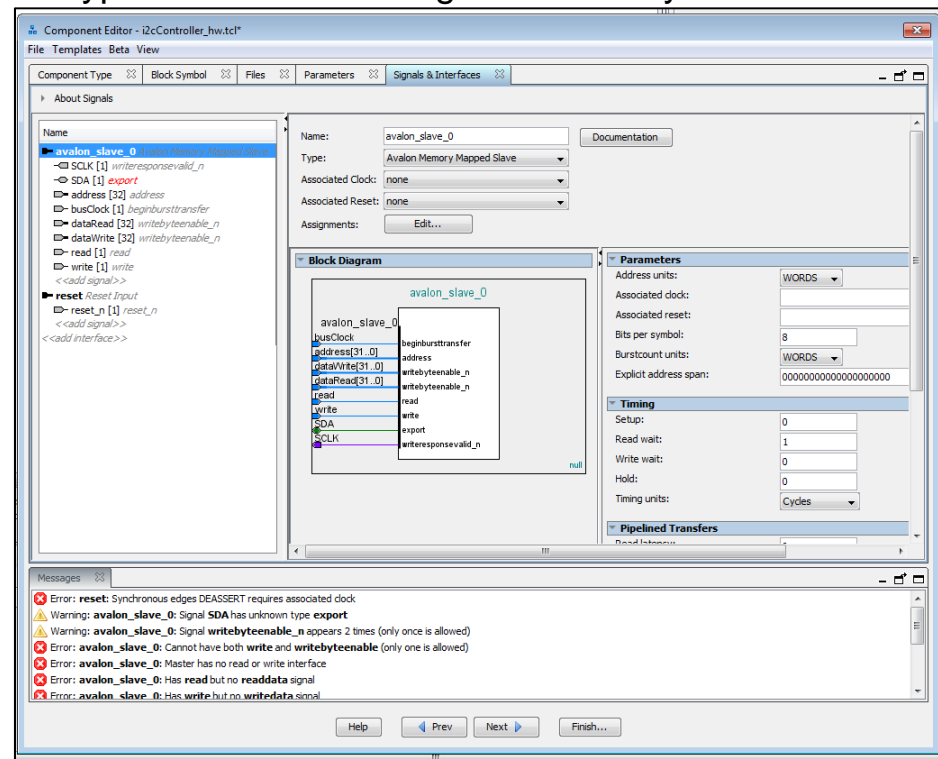 Component Editor - i2cController_hw.tcl*
File Templates Beta View
Component Type Block Symbol Files Parameters Signals & Interfaces
About Signals
Name
avalon_slave_0 Avalon Memory Mapped Slave
SCLK [1] writeresponsevalid_n
SDA [1] export
address [32] address
busClock [1] beginbursttransfer
dataRead [32] writebyteenable_n
dataWrite [32] writebyteenable_n
read [1] read
write [1] write
<<add signal>>
reset Reset Input
reset_n [1] reset_n
<<add signal>>
<<add interface>>
Name: avalon_slave_0 Documentation
Type: Avalon Memory Mapped Slave
Associated Clock: none
Associated Reset: none
Assignments: Edit...
Block Diagram
avalon_slave_0
avalon_slave_0
busClock beginbursttransfer
address[31..0] address
dataWrite[31..0] writebyteenable_n
dataRead[31..0] writebyteenable_n
read read
write write
SDA export
SCLK writeresponsevalid_n
null
Parameters
Address units: WORDS
Associated clock:
Associated reset:
Bits per symbol: 8
Burstcount units: WORDS
Explicit address span: 00000000000000000000
Timing
Setup: 0
Read wait: 1
Write wait: 0
Hold: 0
Timing units: Cycles
Pipelined Transfers
Read latency:
Messages
Error: reset: Synchronous edges DEASSERT requires associated clock
Warning: avalon_slave_0: Signal SDA has unknown type export
Warning: avalon_slave_0: Signal writebyteenable_n appears 2 times (only once is allowed)
Error: avalon_slave_0: Cannot have both write and writebyteenable (only one is allowed)
Error: avalon_slave_0: Master has no read or write interface
Error: avalon_slave_0: Has read but no readdata signal
Error: avalon_slave_0: Has write but no writedata signal
Help Prev Next Finish...